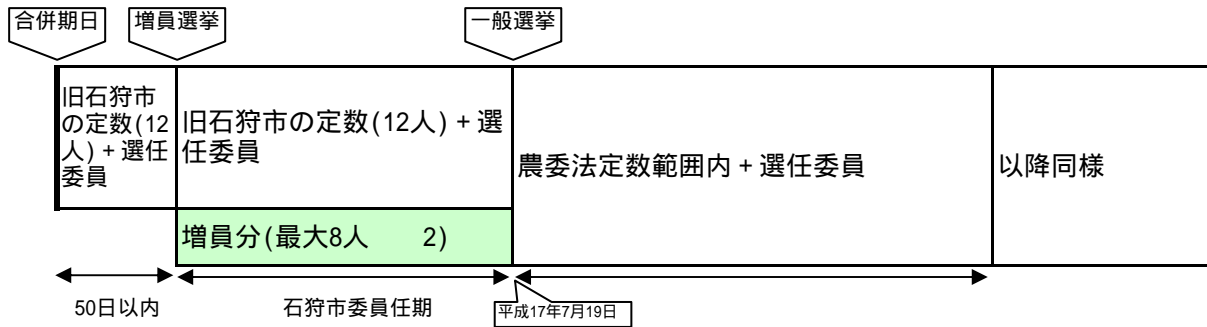 合併期日
増員選挙
一般選挙
旧石狩市
の定数(12
人)+選任
委員
旧石狩市の定数(12人)+選
任委員
農委法定数範囲内+選任委員
以降同様
増員分(最大8人 2)
50日以内
石狩市委員任期
平成17年7月19日